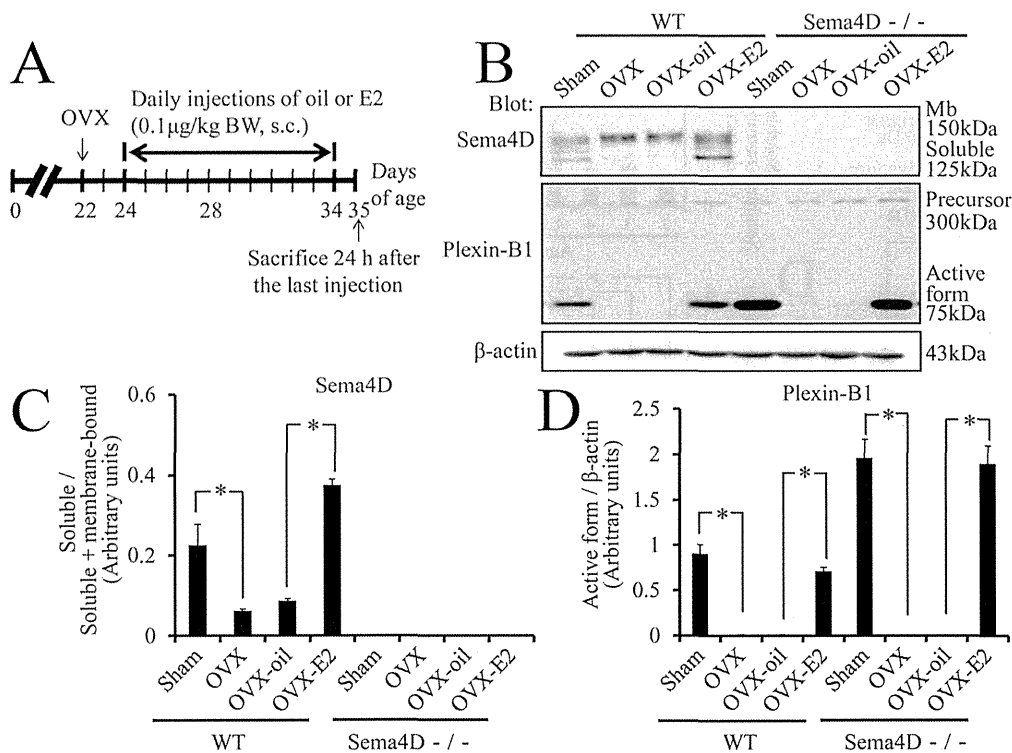 A
OVX
Daily injections of oil or E2
(0.1μg/kg BW, s.c.)
0 22 24 28 34 35
Days
of age
Sacrifice 24 h after
the last injection
B
WT Sema4D - / -
Sham OVX OVX-oil OVX-E2 Sham OVX OVX-oil OVX-E2
Blot:
Sema4D
Mb
150kDa
Soluble
125kDa
Plexin-B1
Precursor
300kDa
Active
form
75kDa
β-actin
43kDa
C
Sema4D
Soluble /
Soluble + membrane-bound
(Arbitrary units)
0.6
0.4
0.2
0
* *
Sham OVX OVX-oil OVX-E2 Sham OVX OVX-oil OVX-E2
WT Sema4D - / -
D
Plexin-B1
Active form / β-actin
(Arbitrary units)
2.5
2
1.5
1
0.5
0
* * * *
Sham OVX OVX-oil OVX-E2 Sham OVX OVX-oil OVX-E2
WT Sema4D - / -